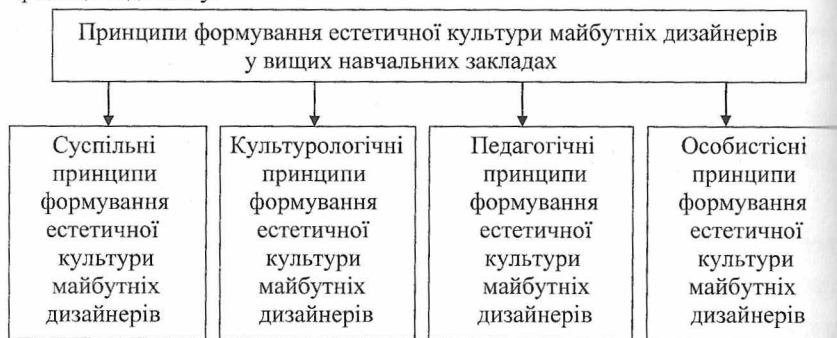 Принципи формування естетичної культури майбутніх дизайнерів
у вищих навчальних закладах
Суспільні
принципи
формування
естетичної
культури
майбутніх
дизайнерів
Культурологічні
принципи
формування
естетичної
культури
майбутніх
дизайнерів
Педагогічні
принципи
формування
естетичної
культури
майбутніх
дизайнерів
Особистісні
принципи
формування
естетичної
культури
майбутніх
дизайнерів